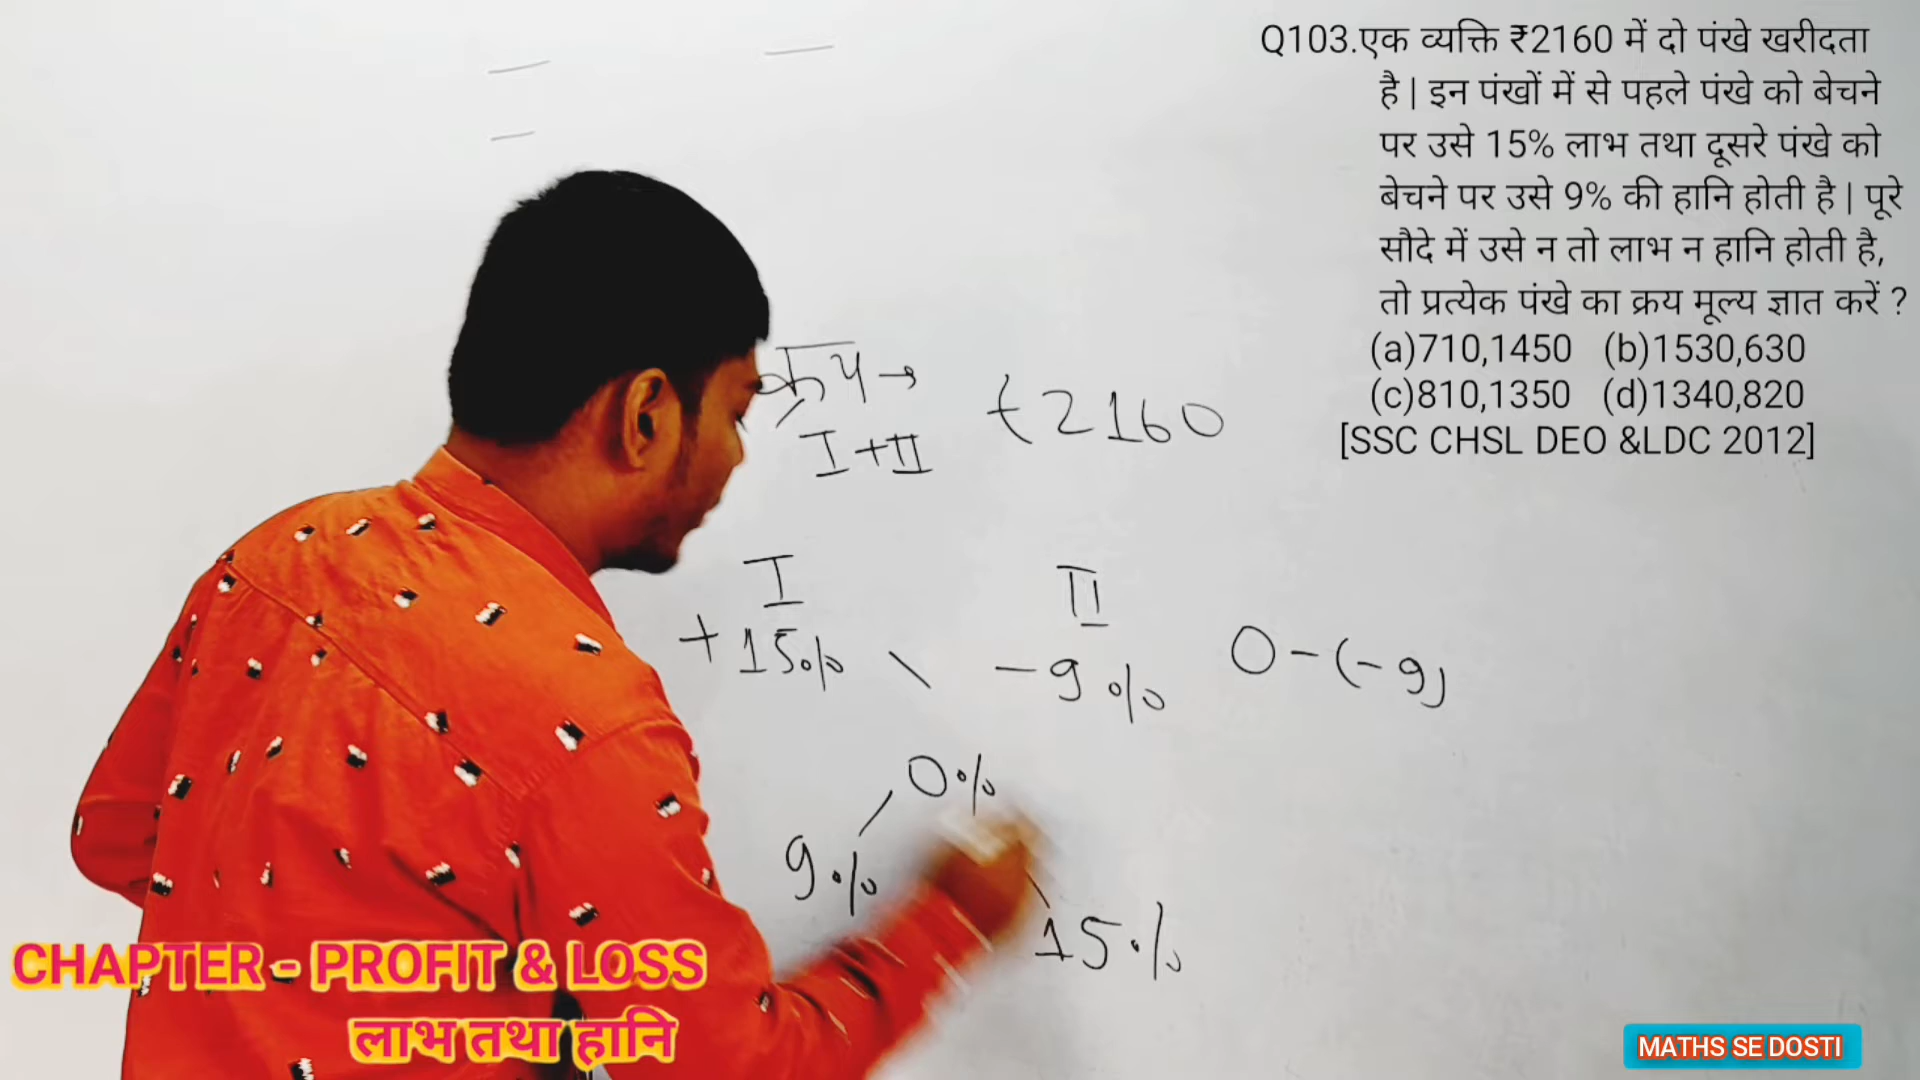 Q103.एक व्यक्ति ₹2160 में दो पंखे खरीदता
है | इन पंखों में से पहले पंखे को बेचने
पर उसे 15% लाभ तथा दूसरे पंखे को
बेचने पर उसे 9% की हानि होती है | पूरे
सौदे में उसे न तो लाभ न हानि होती है,
तो प्रत्येक पंखे का क्रय मूल्य ज्ञात करें ?
(a)710,1450 (b)1530,630
(c)810,1350 (d)1340,820
[SSC CHSL DEO &LDC 2012]
क्रय → ₹2160
I+II
I II
+15% -9% 0-(-9)
0%
9% 15%
CHAPTER - PROFIT & LOSS
लाभ तथा हानि
MATHS SE DOSTI